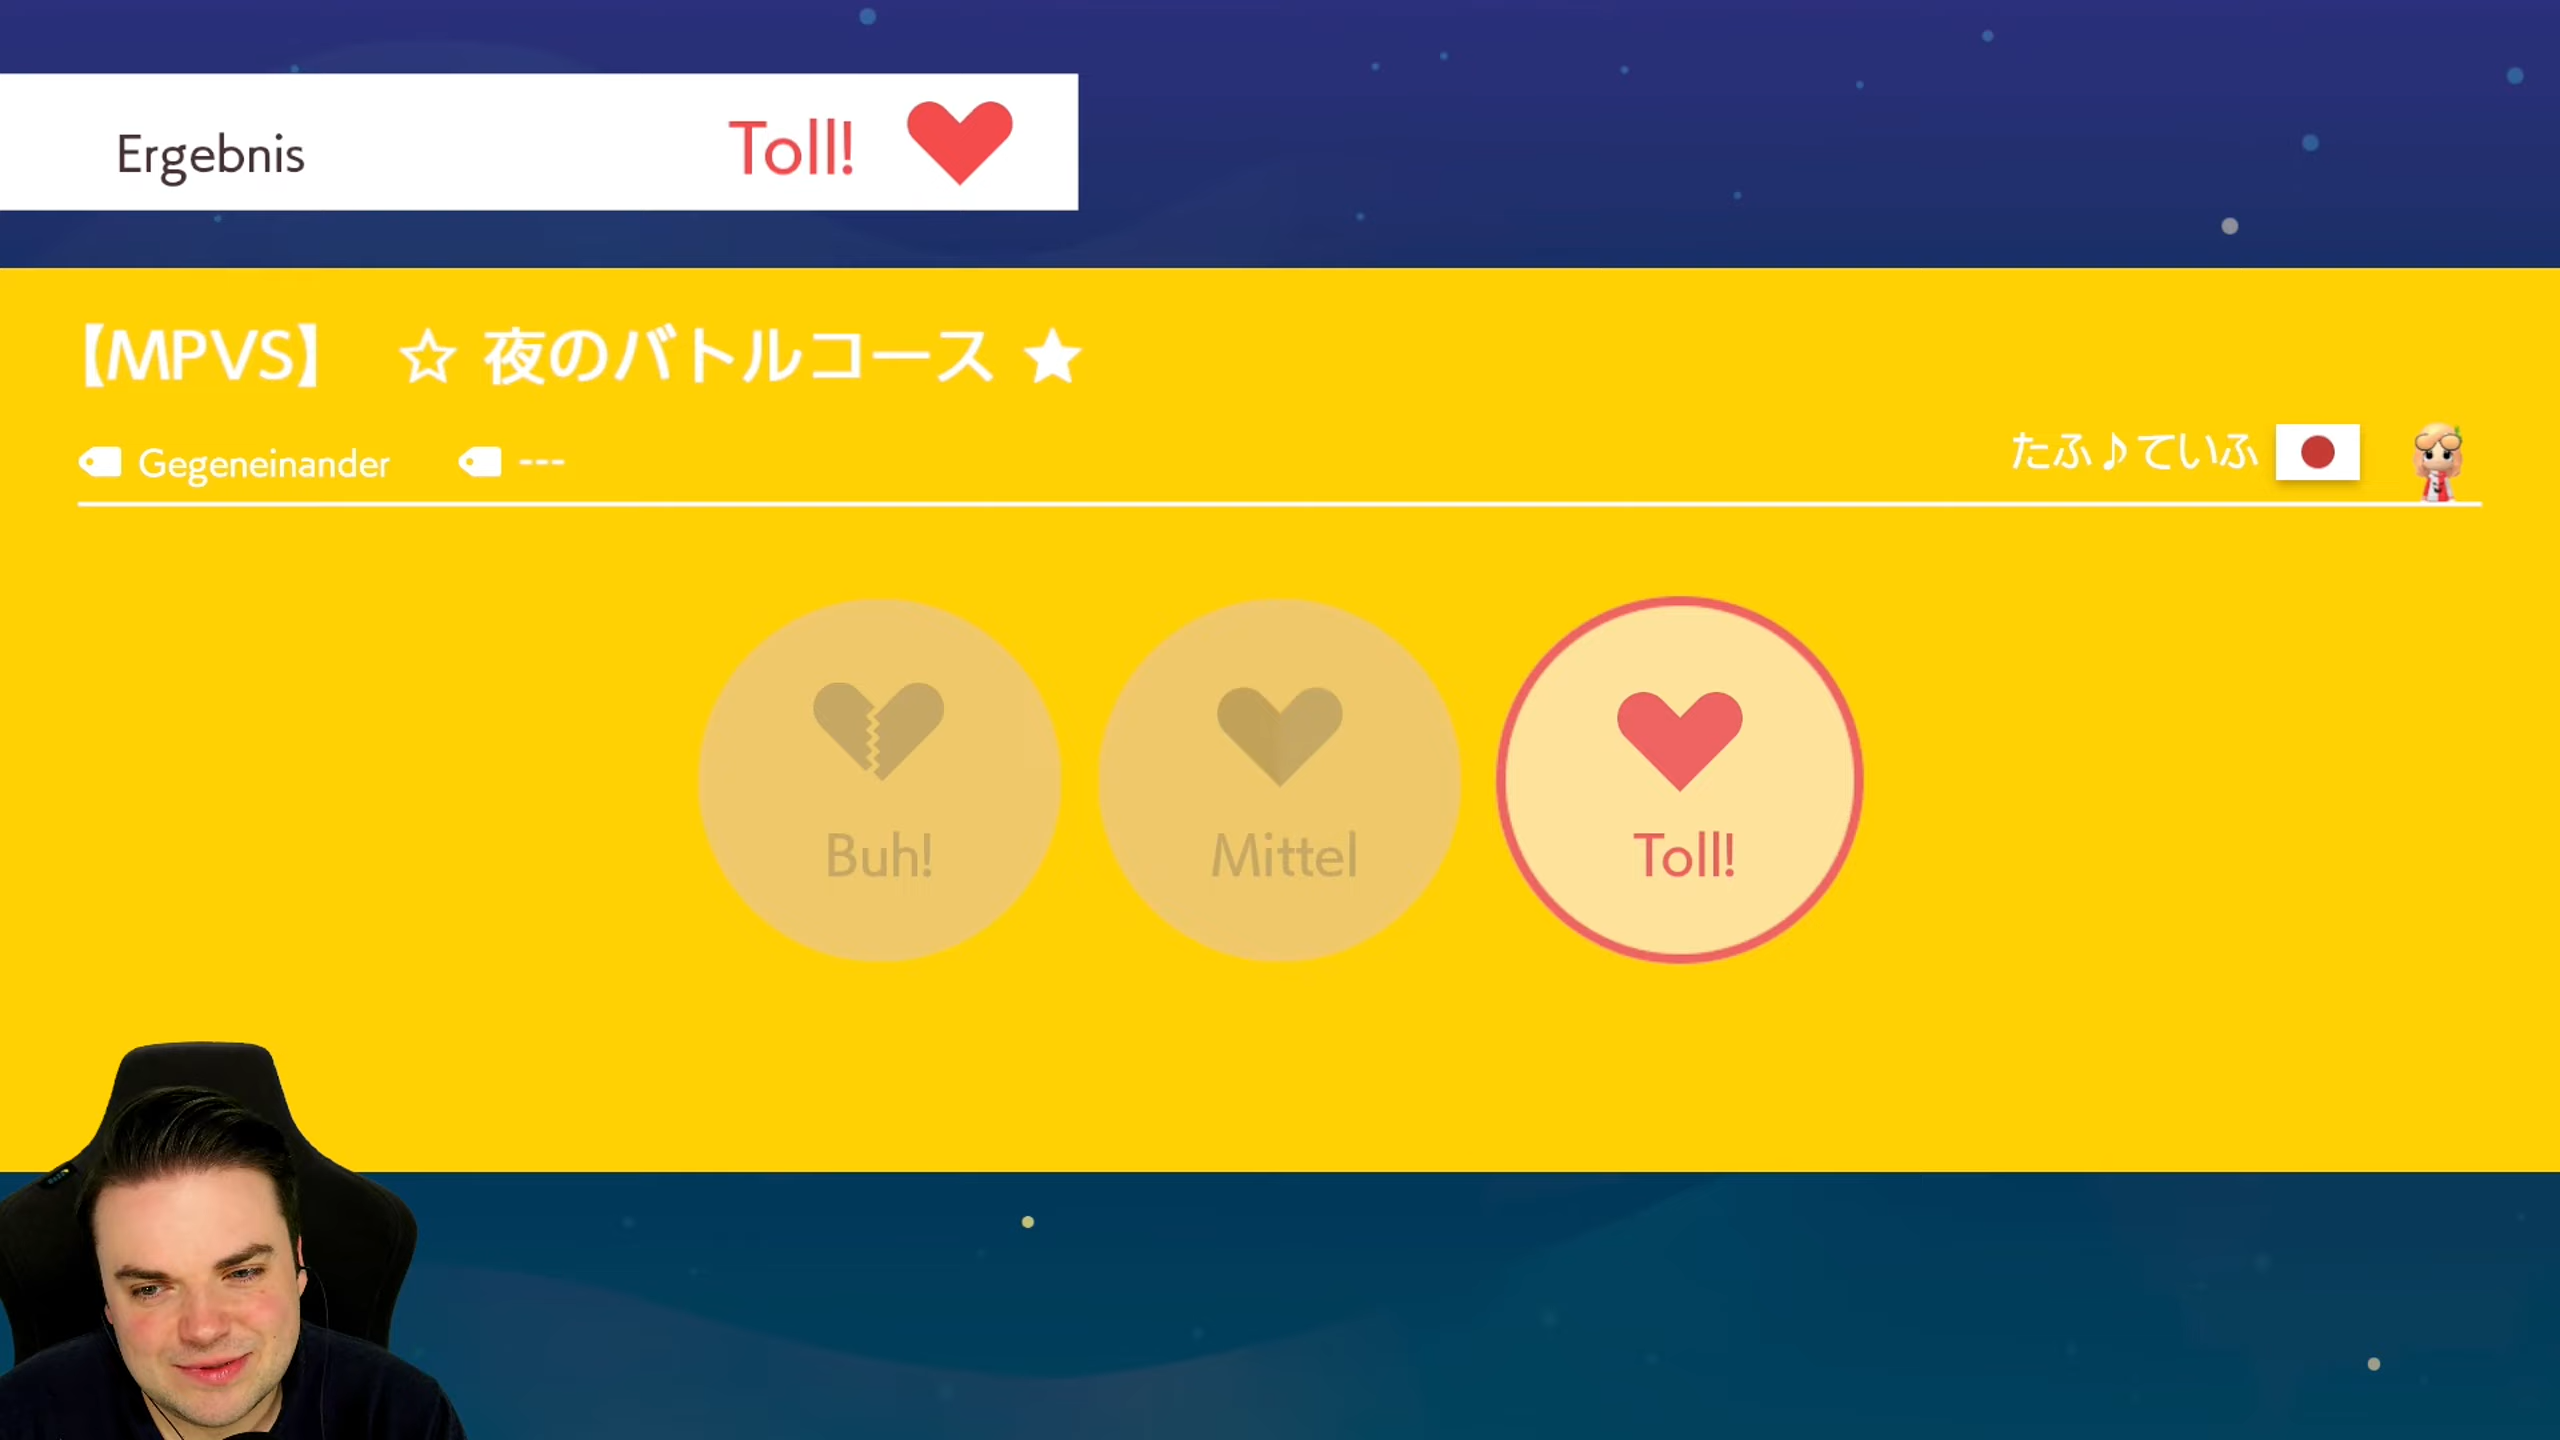 Ergebnis Toll!
【MPVS】 ☆ 夜のバトルコース ★
Gegeneinander --- たふ♪ていふ
Buh! Mittel Toll!